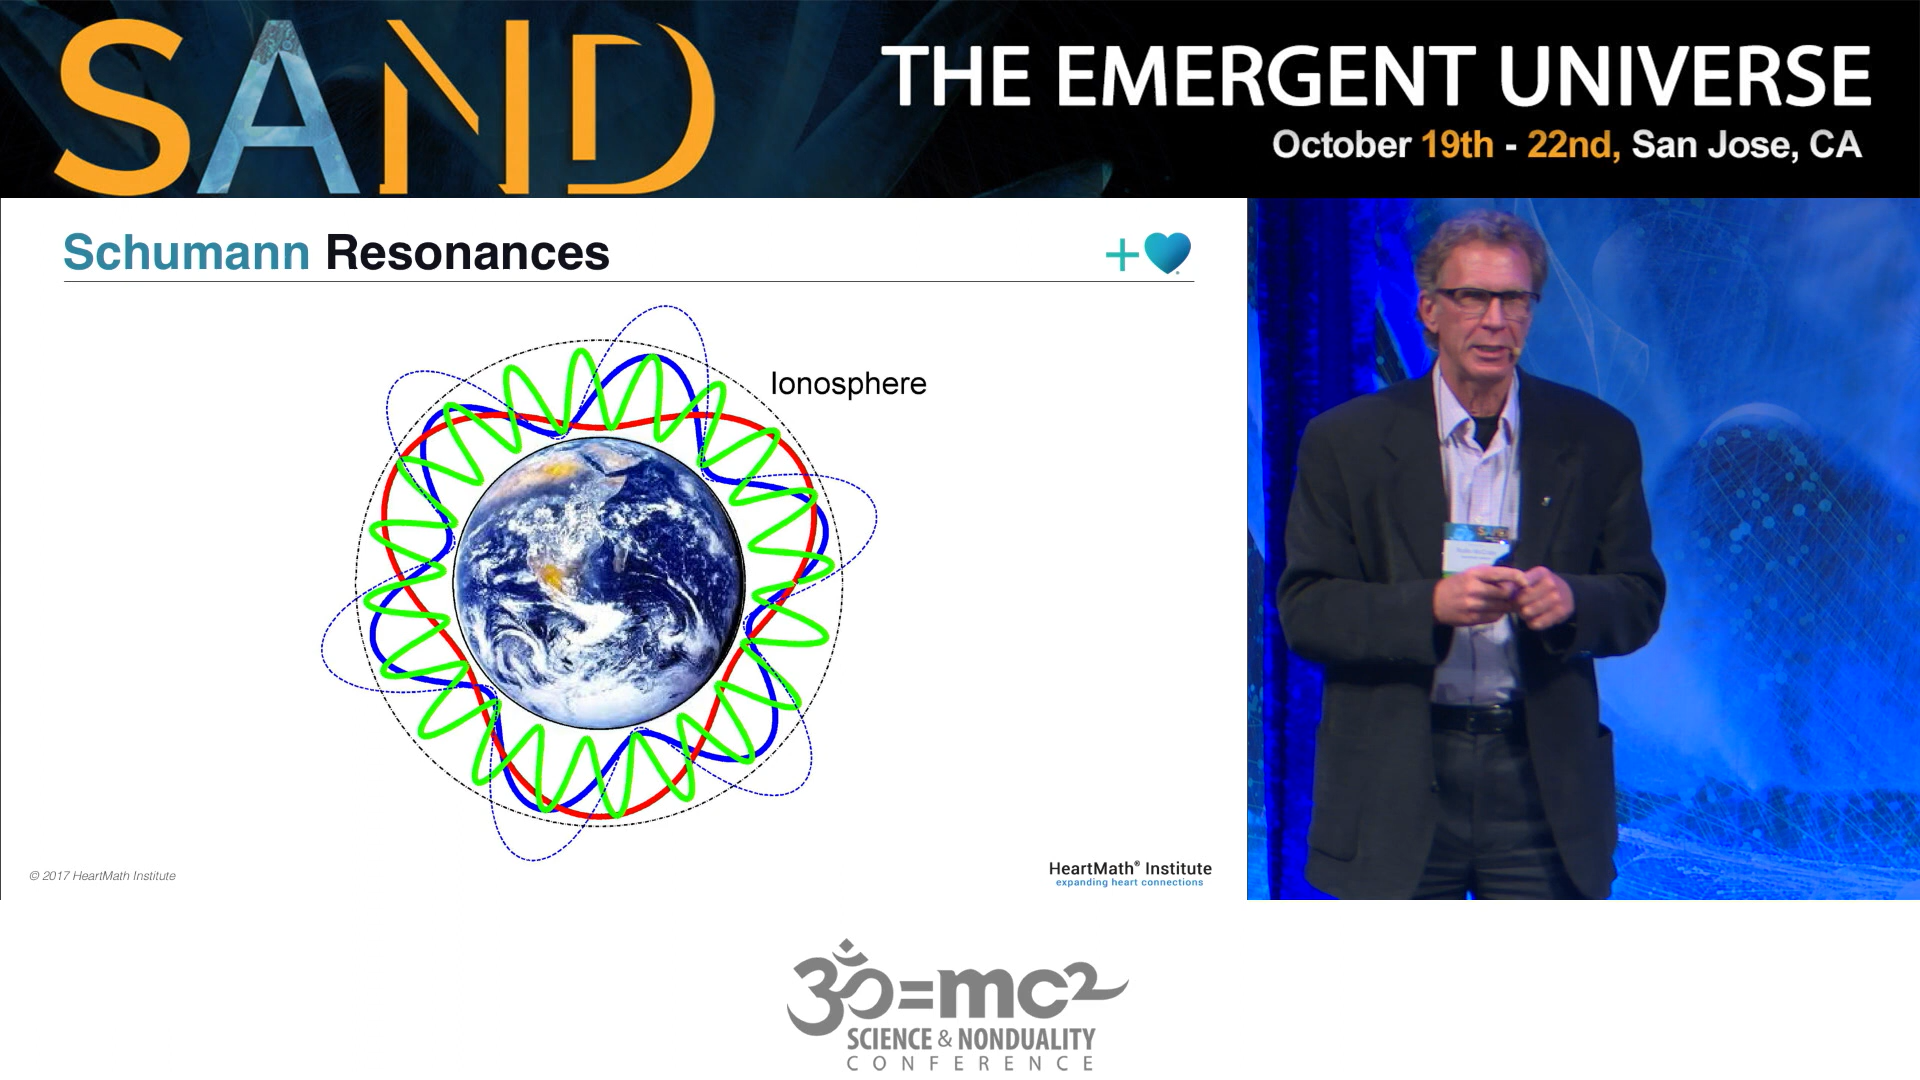 SAND
THE EMERGENT UNIVERSE
October 19th - 22nd, San Jose, CA
Schumann Resonances
Ionosphere
© 2017 HeartMath Institute
HeartMath® Institute
expanding heart connections
ॐ=mc2
SCIENCE & NONDUALITY
CONFERENCE